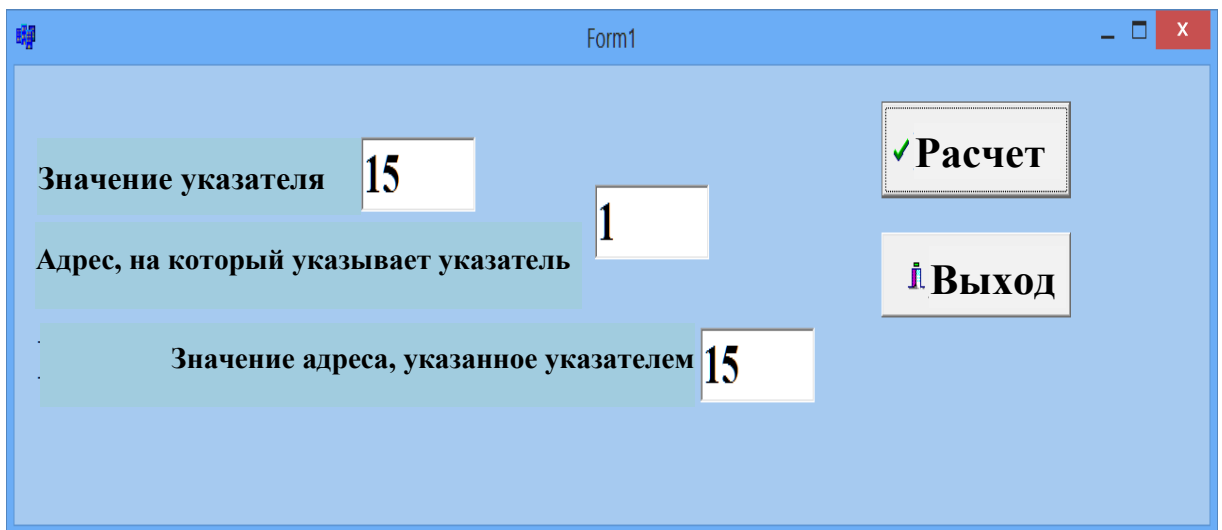 Form1
Значение указателя 15
1
Адрес, на который указывает указатель
Значение адреса, указанное указателем 15
Расчет
Выход